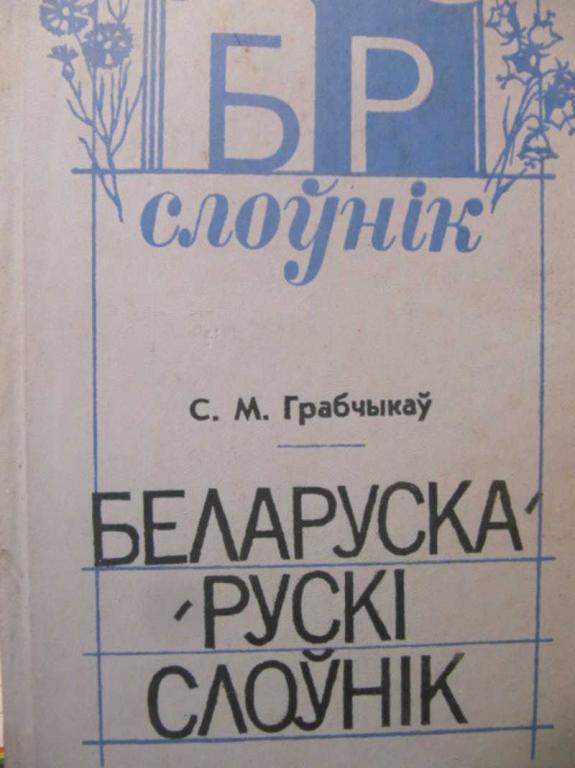 БР
слоўнік
С. М. Грабчыкаў
БЕЛАРУСКА-
-РУСКІ
СЛОЎНІК